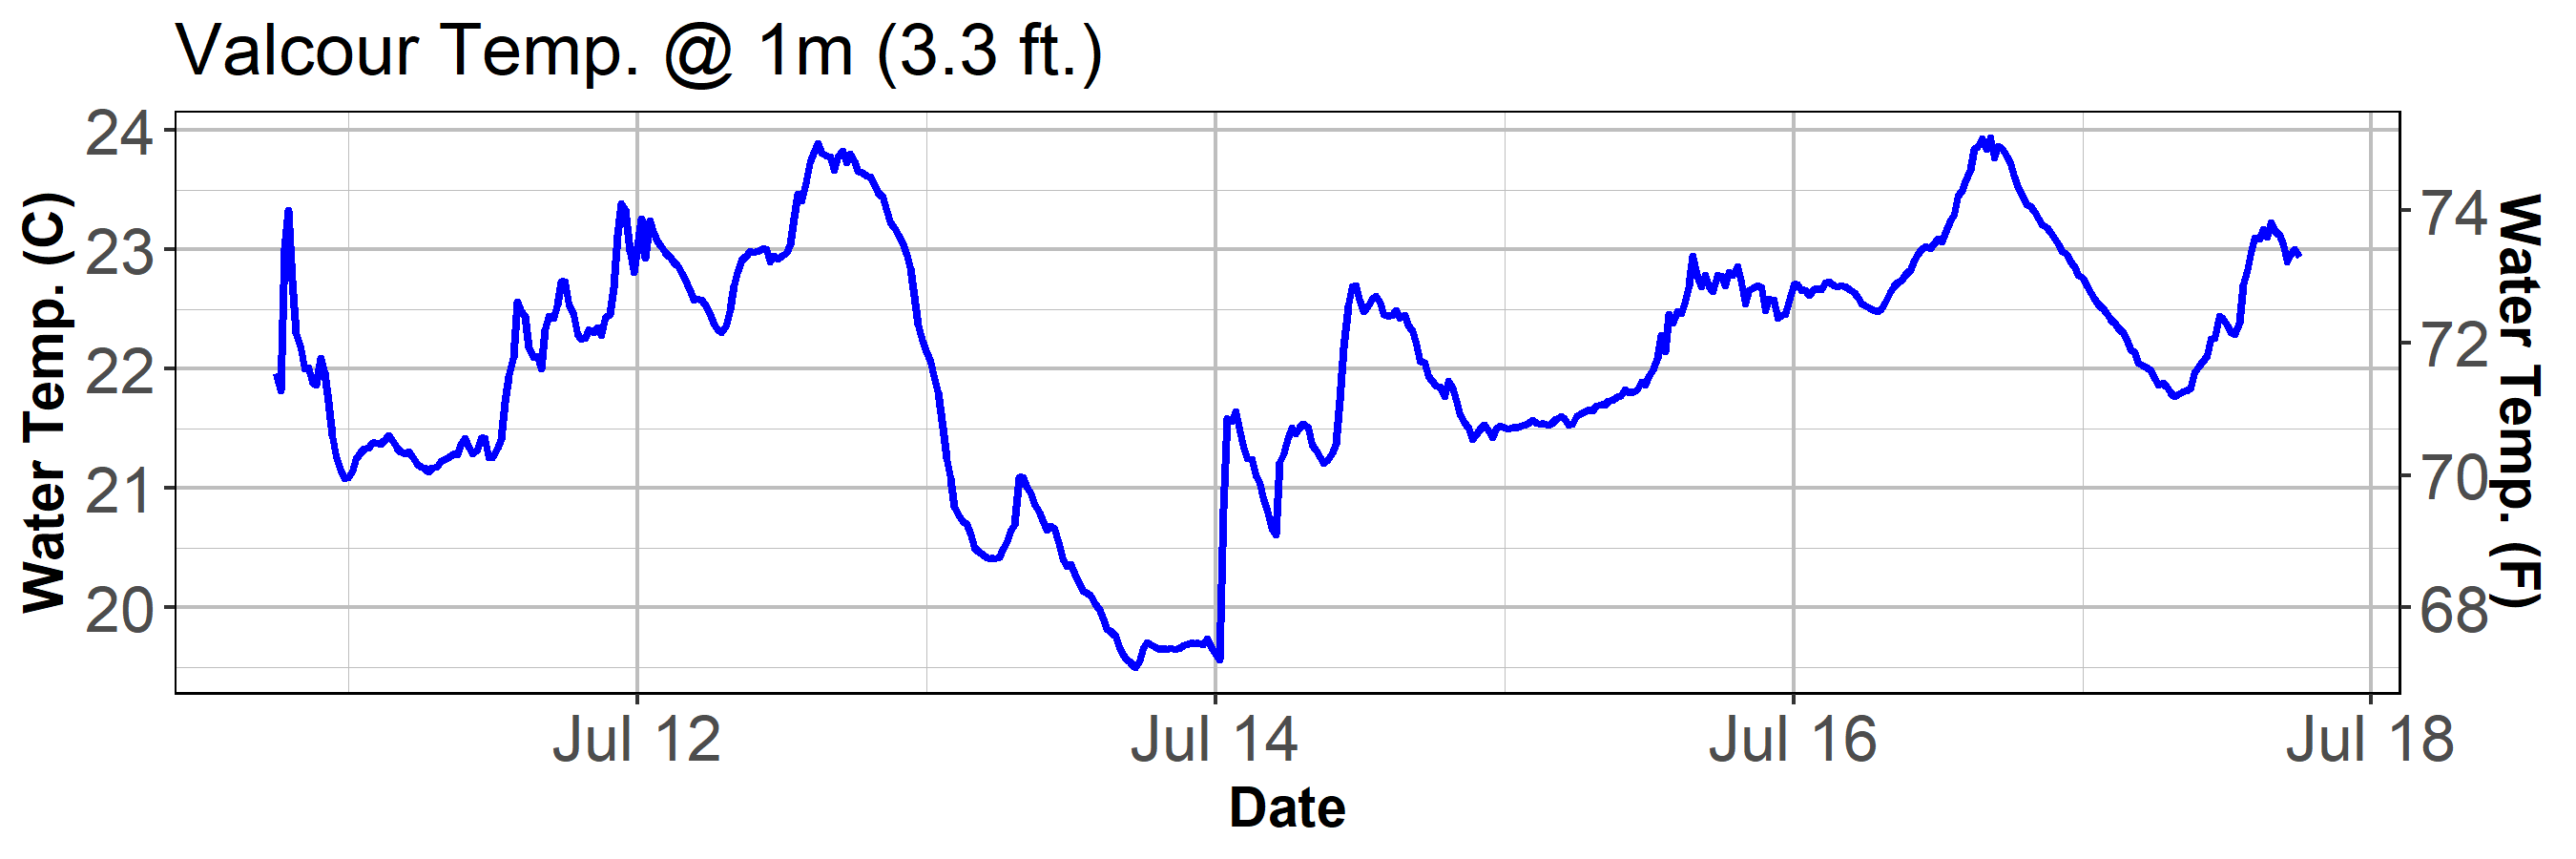 Valcour Temp. @ 1m (3.3 ft.)
Water Temp. (C)
24
23
22
21
20
74
72
70
68
Water Temp. (F)
Jul 12
Jul 14
Jul 16
Jul 18
Date